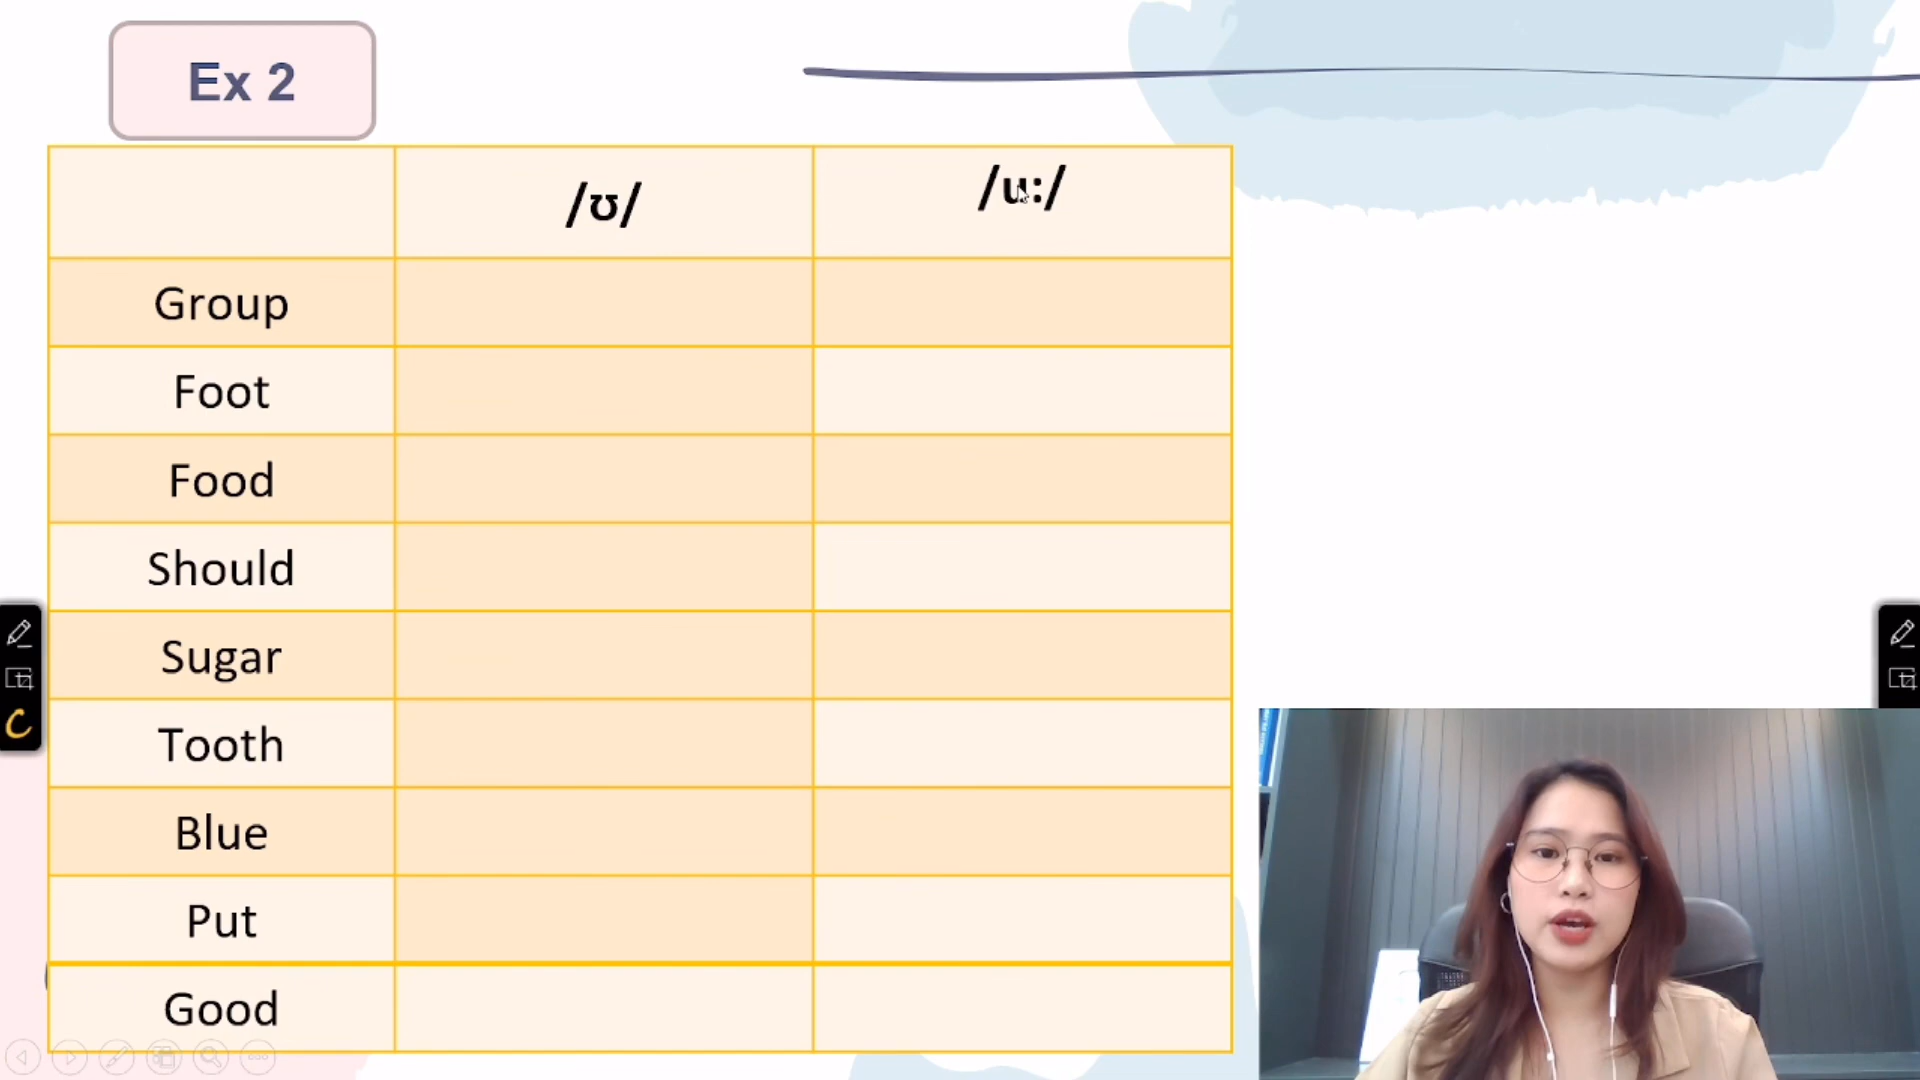 Ex 2
/ʊ/
/u:/
Group
Foot
Food
Should
Sugar
Tooth
Blue
Put
Good